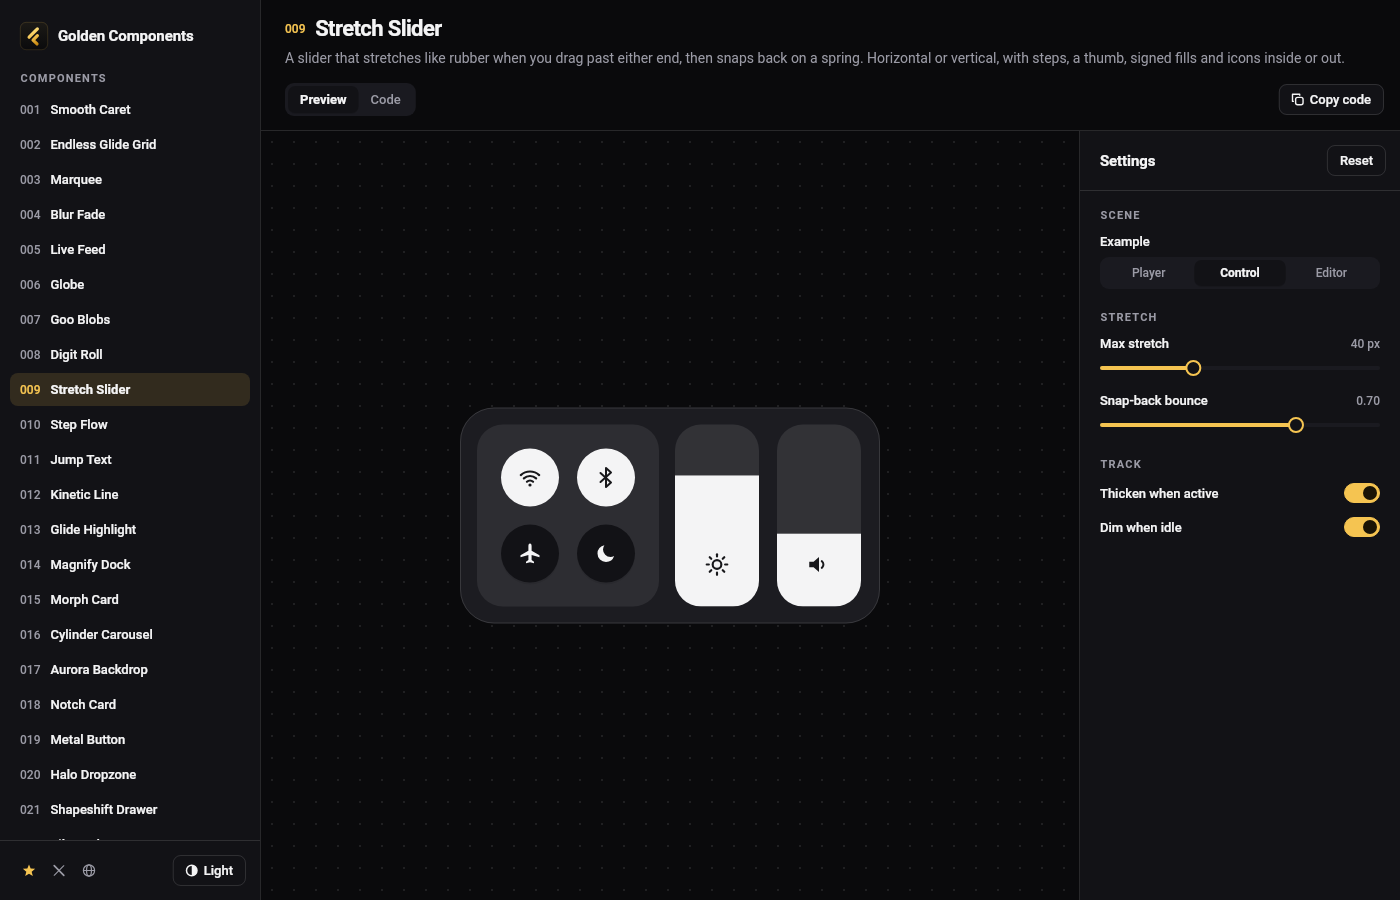 Golden Components
COMPONENTS
001 Smooth Caret
002 Endless Glide Grid
003 Marquee
004 Blur Fade
005 Live Feed
006 Globe
007 Goo Blobs
008 Digit Roll
009 Stretch Slider
010 Step Flow
011 Jump Text
012 Kinetic Line
013 Glide Highlight
014 Magnify Dock
015 Morph Card
016 Cylinder Carousel
017 Aurora Backdrop
018 Notch Card
019 Metal Button
020 Halo Dropzone
021 Shapeshift Drawer
Light
009 Stretch Slider
A slider that stretches like rubber when you drag past either end, then snaps back on a spring. Horizontal or vertical, with steps, a thumb, signed fills and icons inside or out.
Preview Code
Copy code
Settings
Reset
SCENE
Example
Player Control Editor
STRETCH
Max stretch 40 px
Snap-back bounce 0.70
TRACK
Thicken when active
Dim when idle